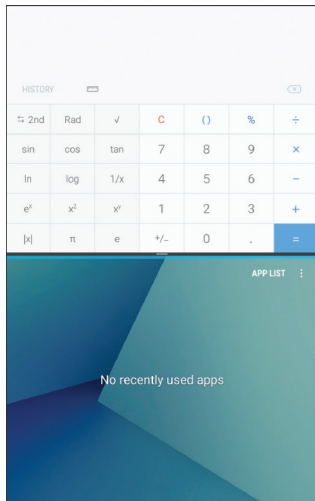 HISTORY
⇆ 2nd Rad √ C () % ÷
sin cos tan 7 8 9 ×
ln log 1/x 4 5 6 −
eˣ x² xʸ 1 2 3 +
|x| π e +/− 0 . =
APP LIST
No recently used apps